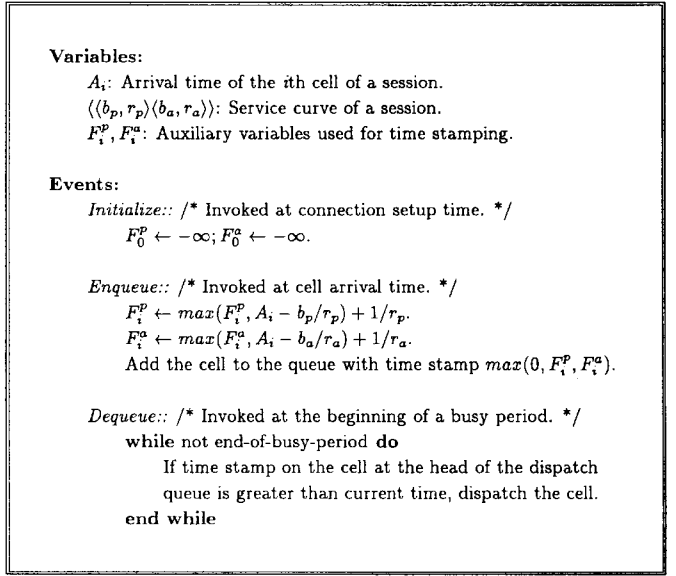 Variables:
A_i: Arrival time of the ith cell of a session.
⟨⟨b_p, r_p⟩⟨b_a, r_a⟩⟩: Service curve of a session.
F_i^p, F_i^a: Auxiliary variables used for time stamping.
Events:
Initialize:: /* Invoked at connection setup time. */
F_0^p ← −∞; F_0^a ← −∞.
Enqueue:: /* Invoked at cell arrival time. */
F_i^p ← max(F_i^p, A_i − b_p/r_p) + 1/r_p.
F_i^a ← max(F_i^a, A_i − b_a/r_a) + 1/r_a.
Add the cell to the queue with time stamp max(0, F_i^p, F_i^a).
Dequeue:: /* Invoked at the beginning of a busy period. */
while not end-of-busy-period do
If time stamp on the cell at the head of the dispatch
queue is greater than current time, dispatch the cell.
end while